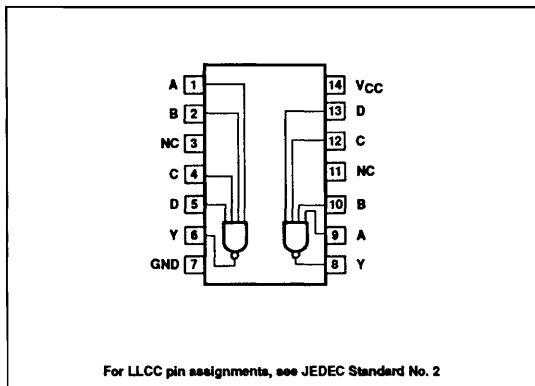 A 1 14 VCC
B 2 13 D
NC 3 12 C
C 4 11 NC
D 5 10 B
Y 6 9 A
GND 7 8 Y
For LLCC pin assignments, see JEDEC Standard No. 2